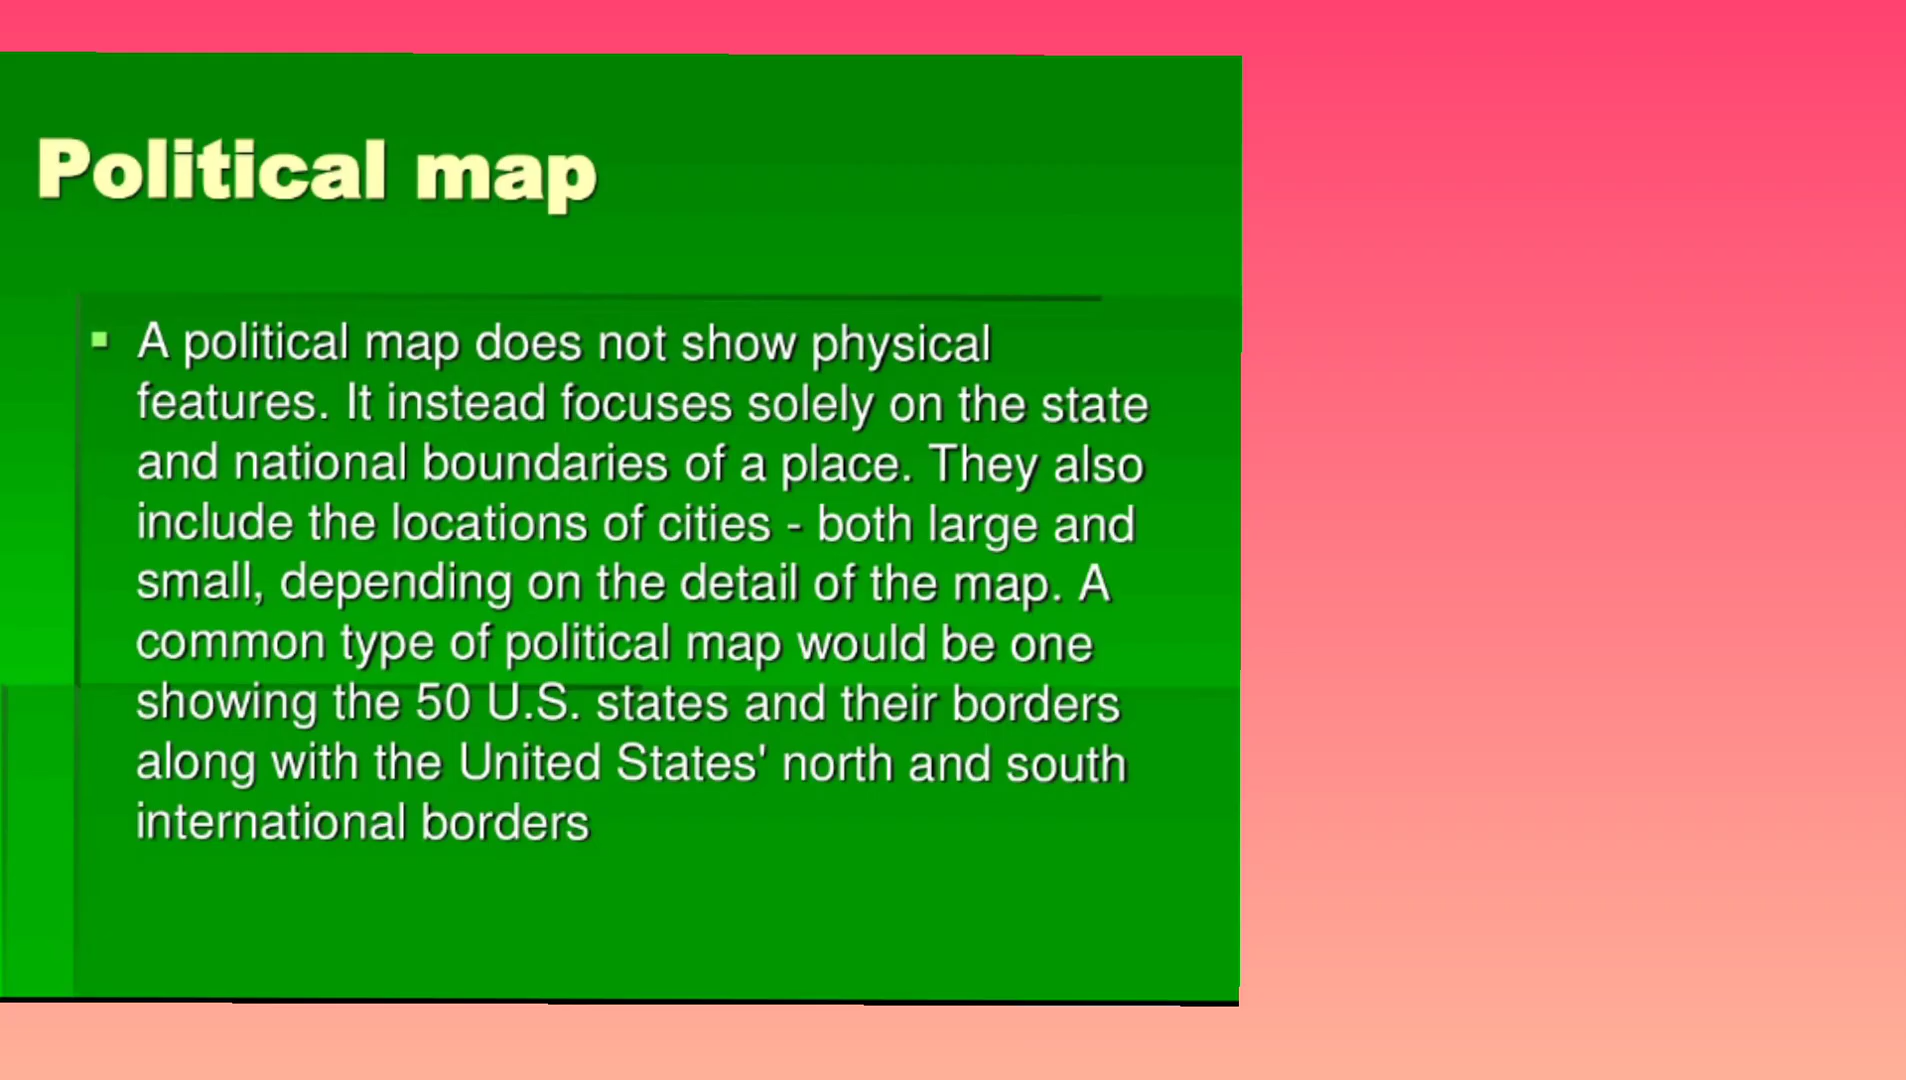 Political map
A political map does not show physical
features. It instead focuses solely on the state
and national boundaries of a place. They also
include the locations of cities - both large and
small, depending on the detail of the map. A
common type of political map would be one
showing the 50 U.S. states and their borders
along with the United States' north and south
international borders